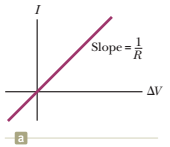 I
Slope = 1/R
ΔV
a